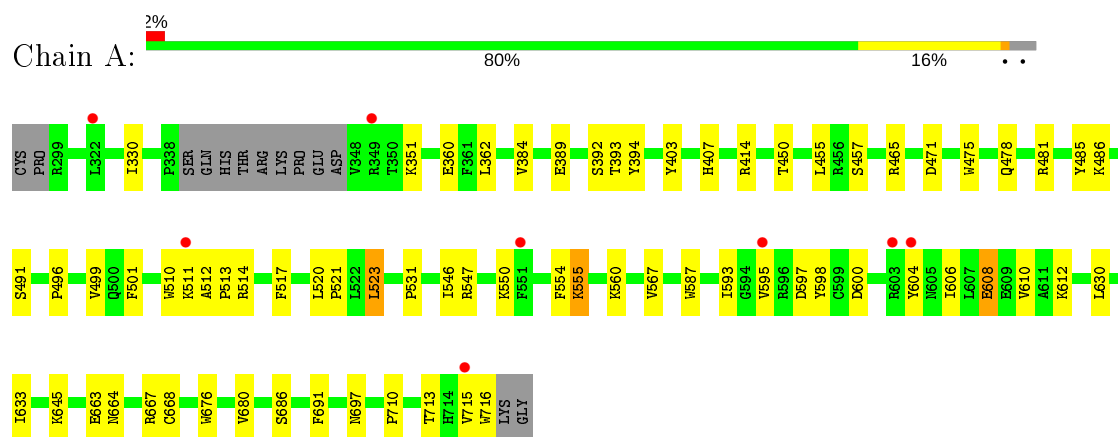 2%
Chain A:
80% 16% • •
CYS PRO R299 L322 I330 P338 SER GLN HIS THR ARG LYS PRO GLU ASP V348 R349 T350 K351 E360 F361 L362 V384 E389 S392 T393 Y394 Y403 H407 R414 T450 L455 R456 S457 R465 D471 W475 Q478 R481 Y485 K486
S491 P496 V499 Q500 F501 W510 K511 A512 P513 R514 F517 L520 P521 L522 L523 P531 I546 R547 K550 F551 F554 K555 K560 V567 W587 I593 G594 V595 R596 D597 Y598 C599 D600 R603 Y604 N605 I606 L607 E608 E609 V610 A611 K612 L630
I633 K645 E663 N664 R667 C668 W676 V680 S686 F691 N697 P710 T713 H714 V715 W716 LYS GLY